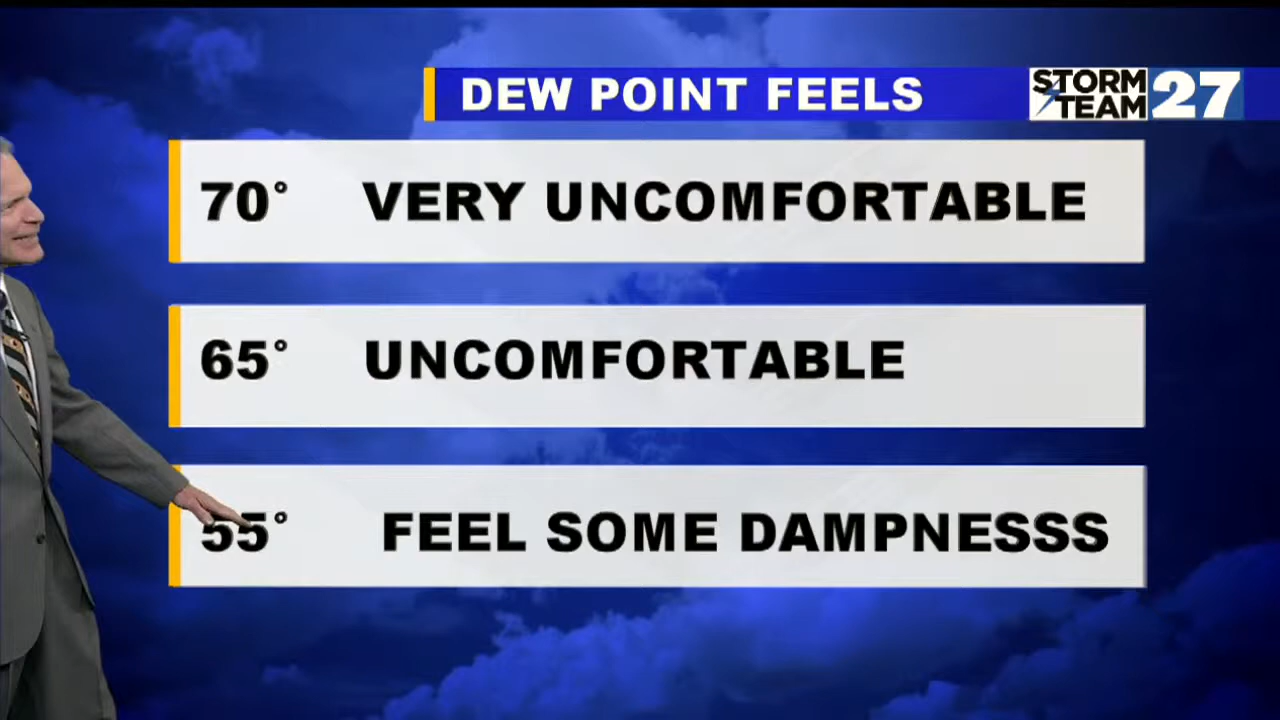 DEW POINT FEELS
STORM
TEAM
27
70° VERY UNCOMFORTABLE
65° UNCOMFORTABLE
55° FEEL SOME DAMPNESSS